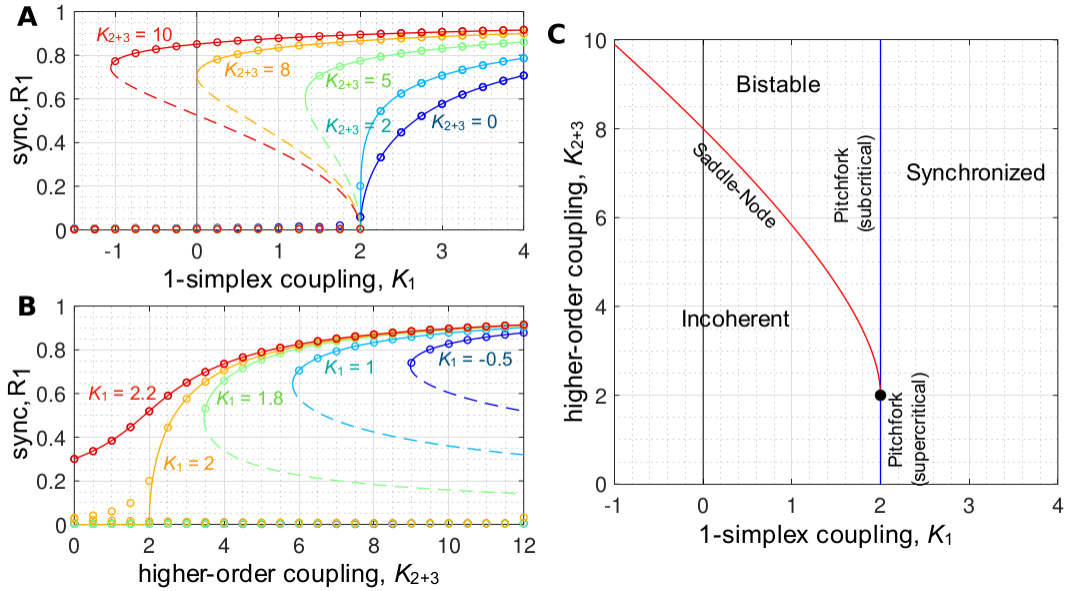 A
1
0.8
0.6
0.4
0.2
0
sync, R1
K2+3 = 10
K2+3 = 8
K2+3 = 5
K2+3 = 2
K2+3 = 0
-1
0
1
2
3
4
1-simplex coupling, K1
B
1
0.8
0.6
0.4
0.2
0
sync, R1
K1 = 2.2
K1 = 2
K1 = 1.8
K1 = 1
K1 = -0.5
0
2
4
6
8
10
12
higher-order coupling, K2+3
C
10
8
6
4
2
0
higher-order coupling, K2+3
Bistable
Saddle-Node
Pitchfork
(subcritical)
Synchronized
Incoherent
Pitchfork
(supercritical)
-1
0
1
2
3
4
1-simplex coupling, K1